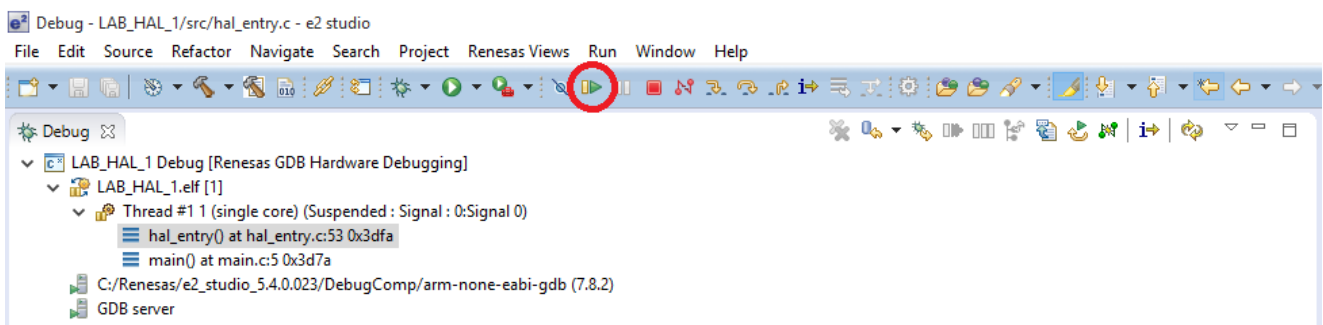 Debug - LAB_HAL_1/src/hal_entry.c - e2 studio
File Edit Source Refactor Navigate Search Project Renesas Views Run Window Help
Debug
LAB_HAL_1 Debug [Renesas GDB Hardware Debugging]
LAB_HAL_1.elf [1]
Thread #1 1 (single core) (Suspended : Signal : 0:Signal 0)
hal_entry() at hal_entry.c:53 0x3dfa
main() at main.c:5 0x3d7a
C:/Renesas/e2_studio_5.4.0.023/DebugComp/arm-none-eabi-gdb (7.8.2)
GDB server